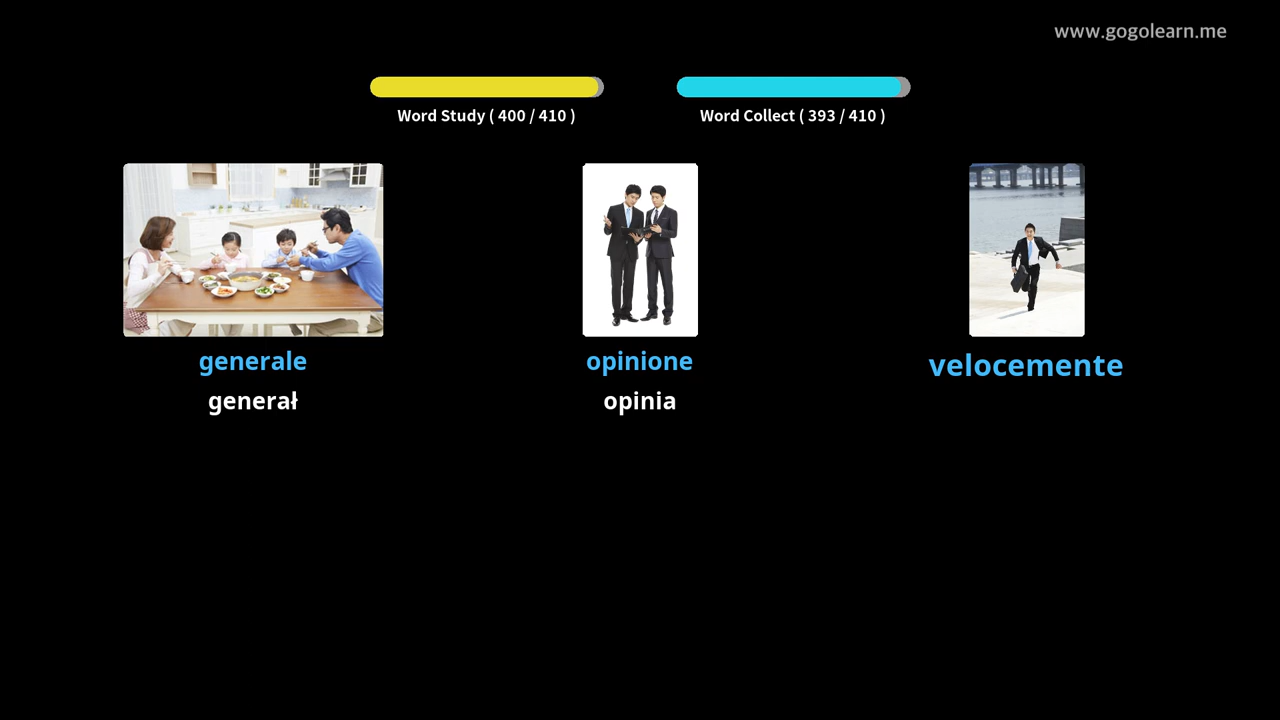 www.gogolearn.me
Word Study ( 400 / 410 )
Word Collect ( 393 / 410 )
generale
generał
opinione
opinia
velocemente